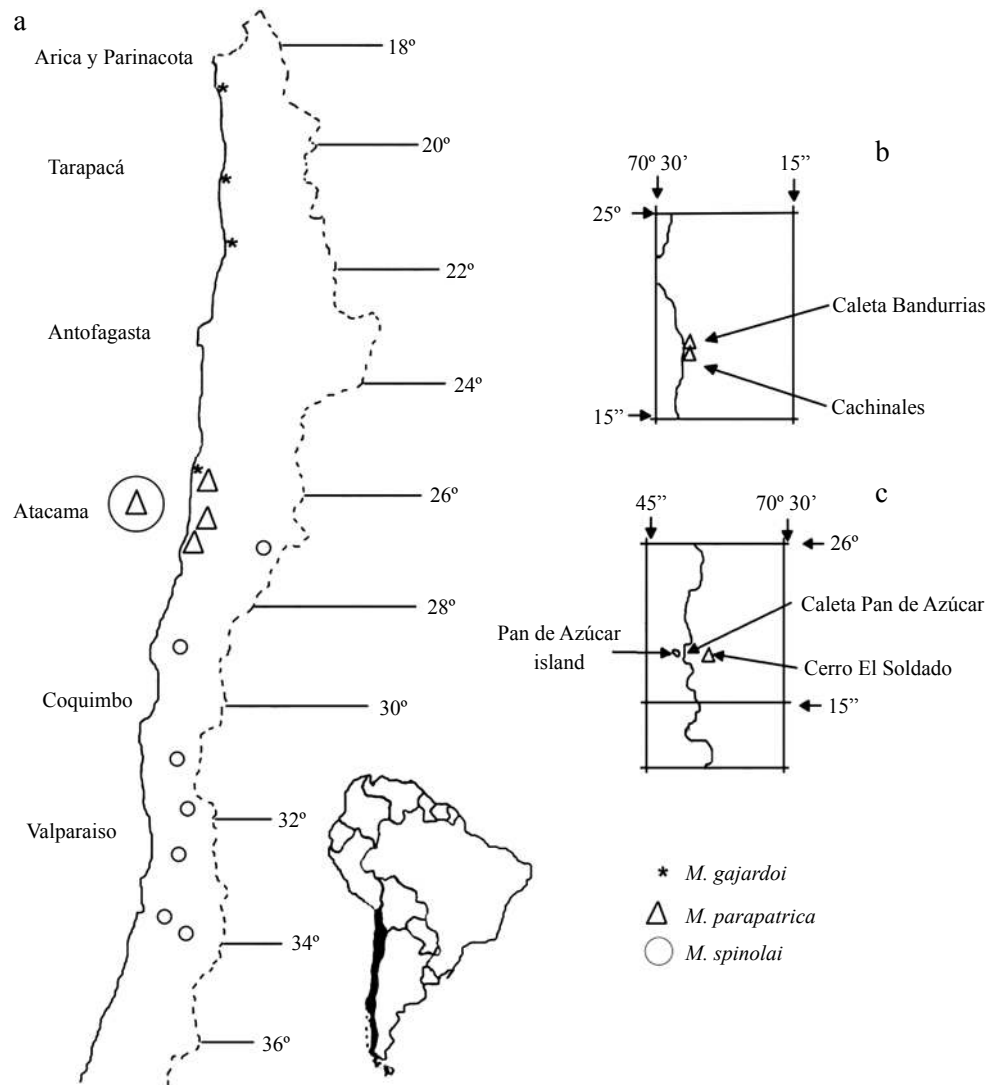 a
Arica y Parinacota
18º
20º
Tarapacá
22º
Antofagasta
24º
Atacama
26º
28º
Coquimbo
30º
Valparaiso
32º
34º
36º
b
70º 30’
15”
25º
Caleta Bandurrias
Cachinales
15”
c
45”
70º 30’
26º
Caleta Pan de Azúcar
Pan de Azúcar
island
Cerro El Soldado
15”
* M. gajardoi
M. parapatrica
M. spinolai